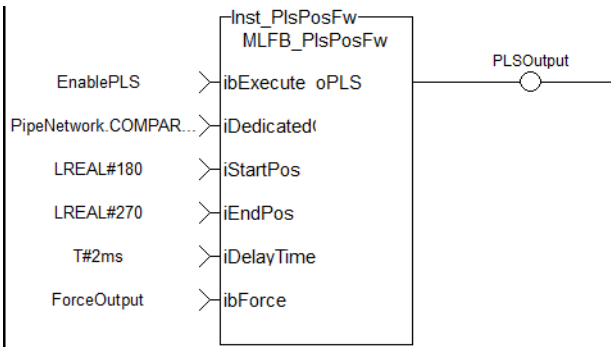 Inst_PlsPosFw
MLFB_PlsPosFw
PLSOutput
EnablePLS ibExecute oPLS
PipeNetwork.COMPAR... iDedicated
LREAL#180 iStartPos
LREAL#270 iEndPos
T#2ms iDelayTime
ForceOutput ibForce